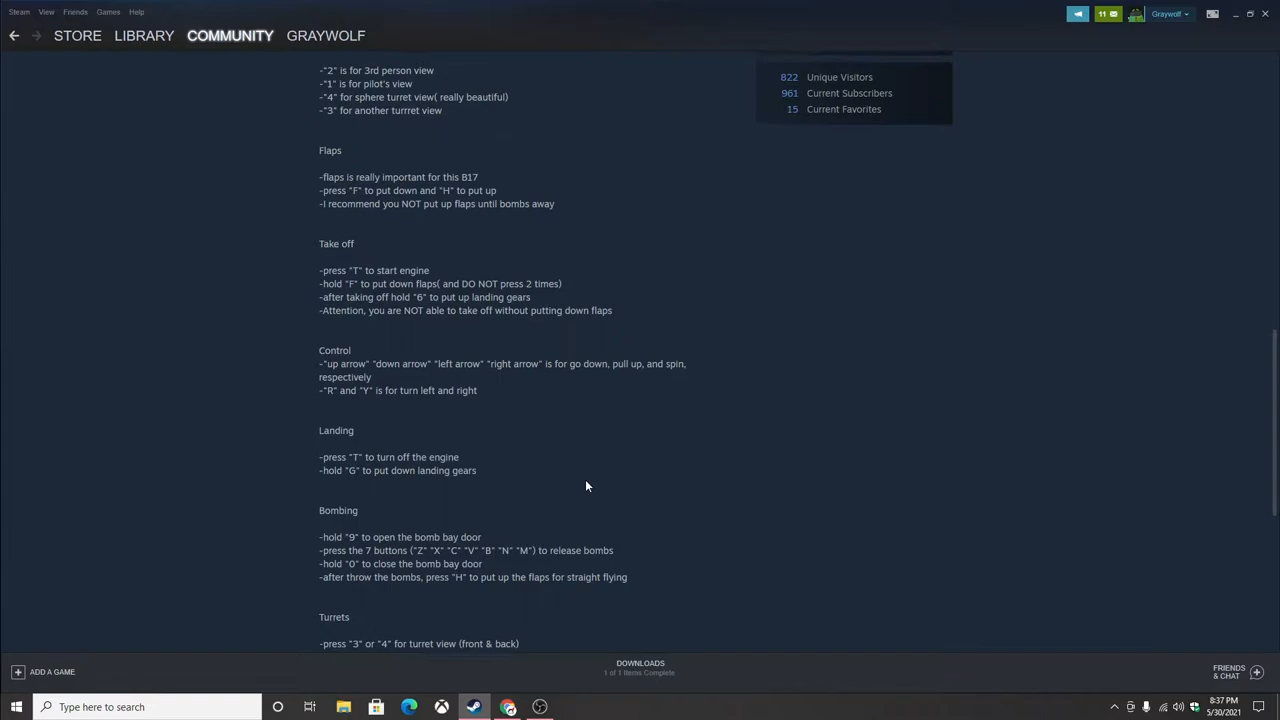 Steam View Friends Games Help
11 Graywolf
STORE LIBRARY COMMUNITY GRAYWOLF
-"2" is for 3rd person view
-"1" is for pilot's view
-"4" for sphere turret view( really beautiful)
-"3" for another turrret view
822 Unique Visitors
961 Current Subscribers
15 Current Favorites
Flaps
-flaps is really important for this B17
-press "F" to put down and "H" to put up
-I recommend you NOT put up flaps until bombs away
Take off
-press "T" to start engine
-hold "F" to put down flaps( and DO NOT press 2 times)
-after taking off hold "6" to put up landing gears
-Attention, you are NOT able to take off without putting down flaps
Control
-"up arrow" "down arrow" "left arrow" "right arrow" is for go down, pull up, and spin,
respectively
-"R" and "Y" is for turn left and right
Landing
-press "T" to turn off the engine
-hold "G" to put down landing gears
Bombing
-hold "9" to open the bomb bay door
-press the 7 buttons ("Z" "X" "C" "V" "B" "N" "M") to release bombs
-hold "0" to close the bomb bay door
-after throw the bombs, press "H" to put up the flaps for straight flying
Turrets
-press "3" or "4" for turret view (front & back)
ADD A GAME
DOWNLOADS
1 of 1 Items Complete
FRIENDS
& CHAT
Type here to search
8:37 PM
5/30/2021